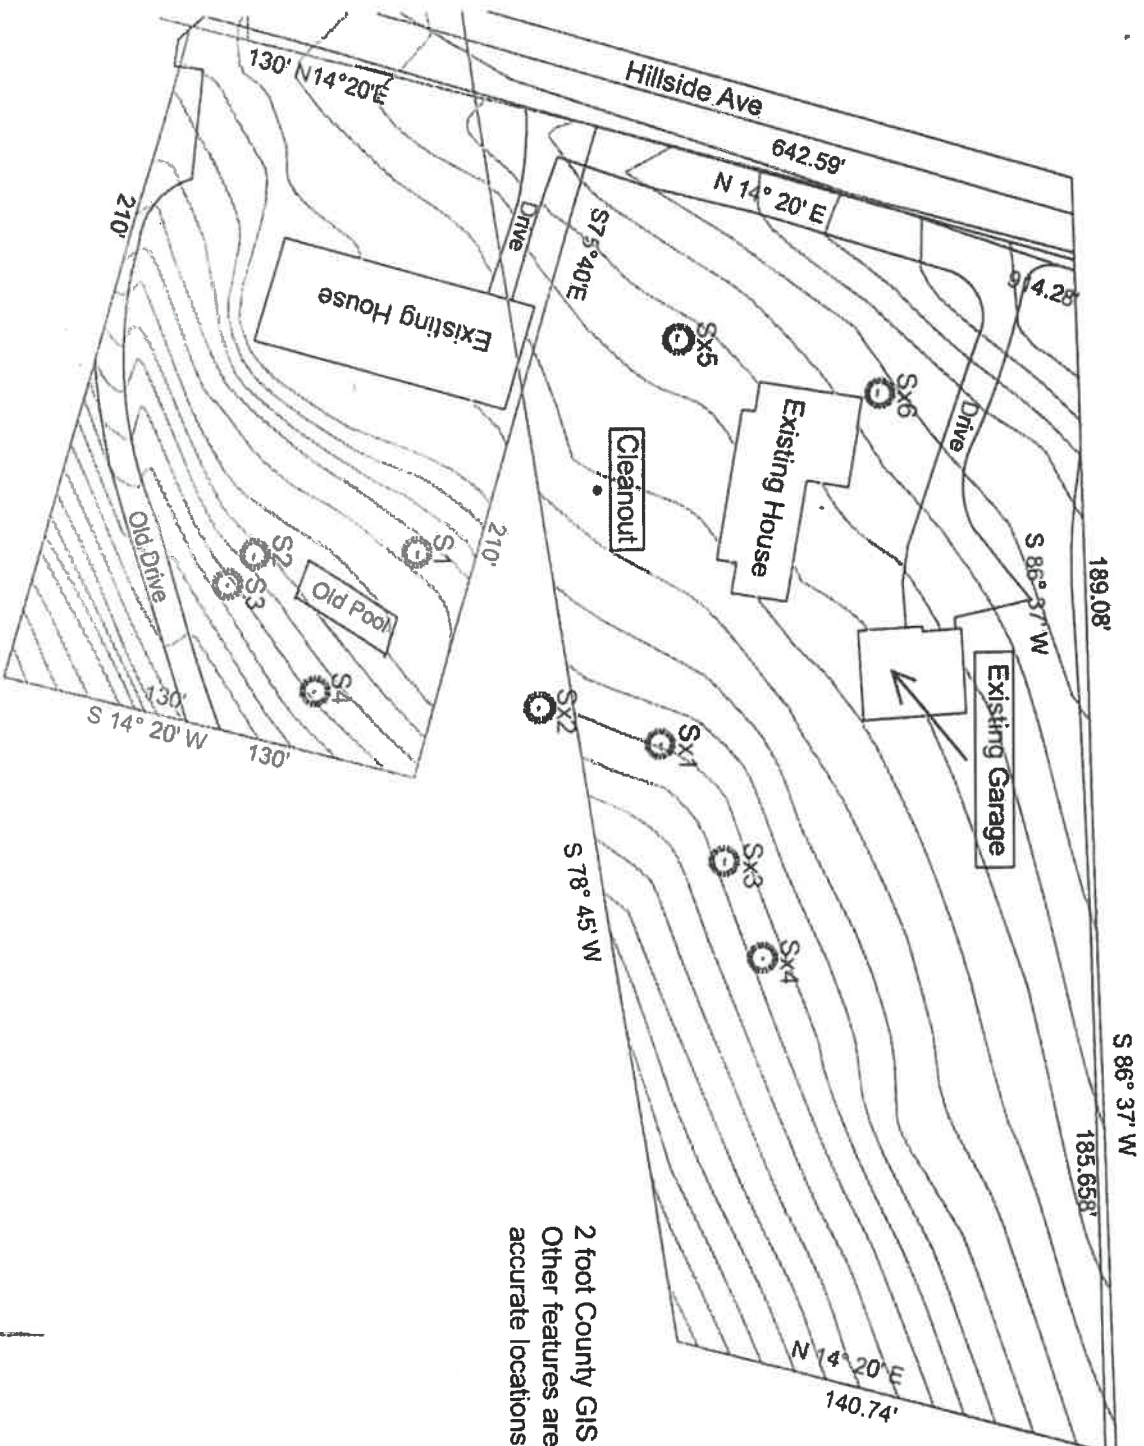 Hillside Ave
642.59'
N 14° 20' E
130' N14°20'E
914.28'
Drive
S75°40'E
Drive
210'
Existing House
Sx5
Sx6
Existing House
Cleanout
S 86° 37' W
189.08'
Existing Garage
210'
S1
S2
S3
S4
Old Pool
Old Drive
130'
S 14° 20' W
130'
Sx2
Sx1
Sx3
Sx4
S 78° 45' W
S 86° 37' W
185.658'
N 14° 20' E
140.74'
2 foot County GIS
Other features are
accurate locations